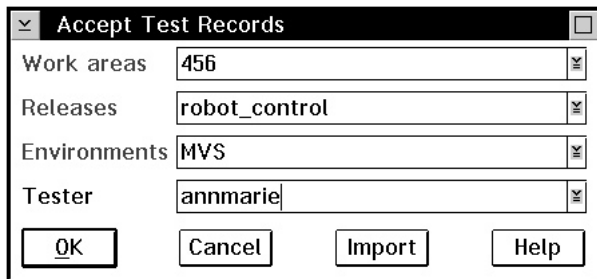 Accept Test Records
Work areas 456
Releases robot_control
Environments MVS
Tester annmarie
OK Cancel Import Help